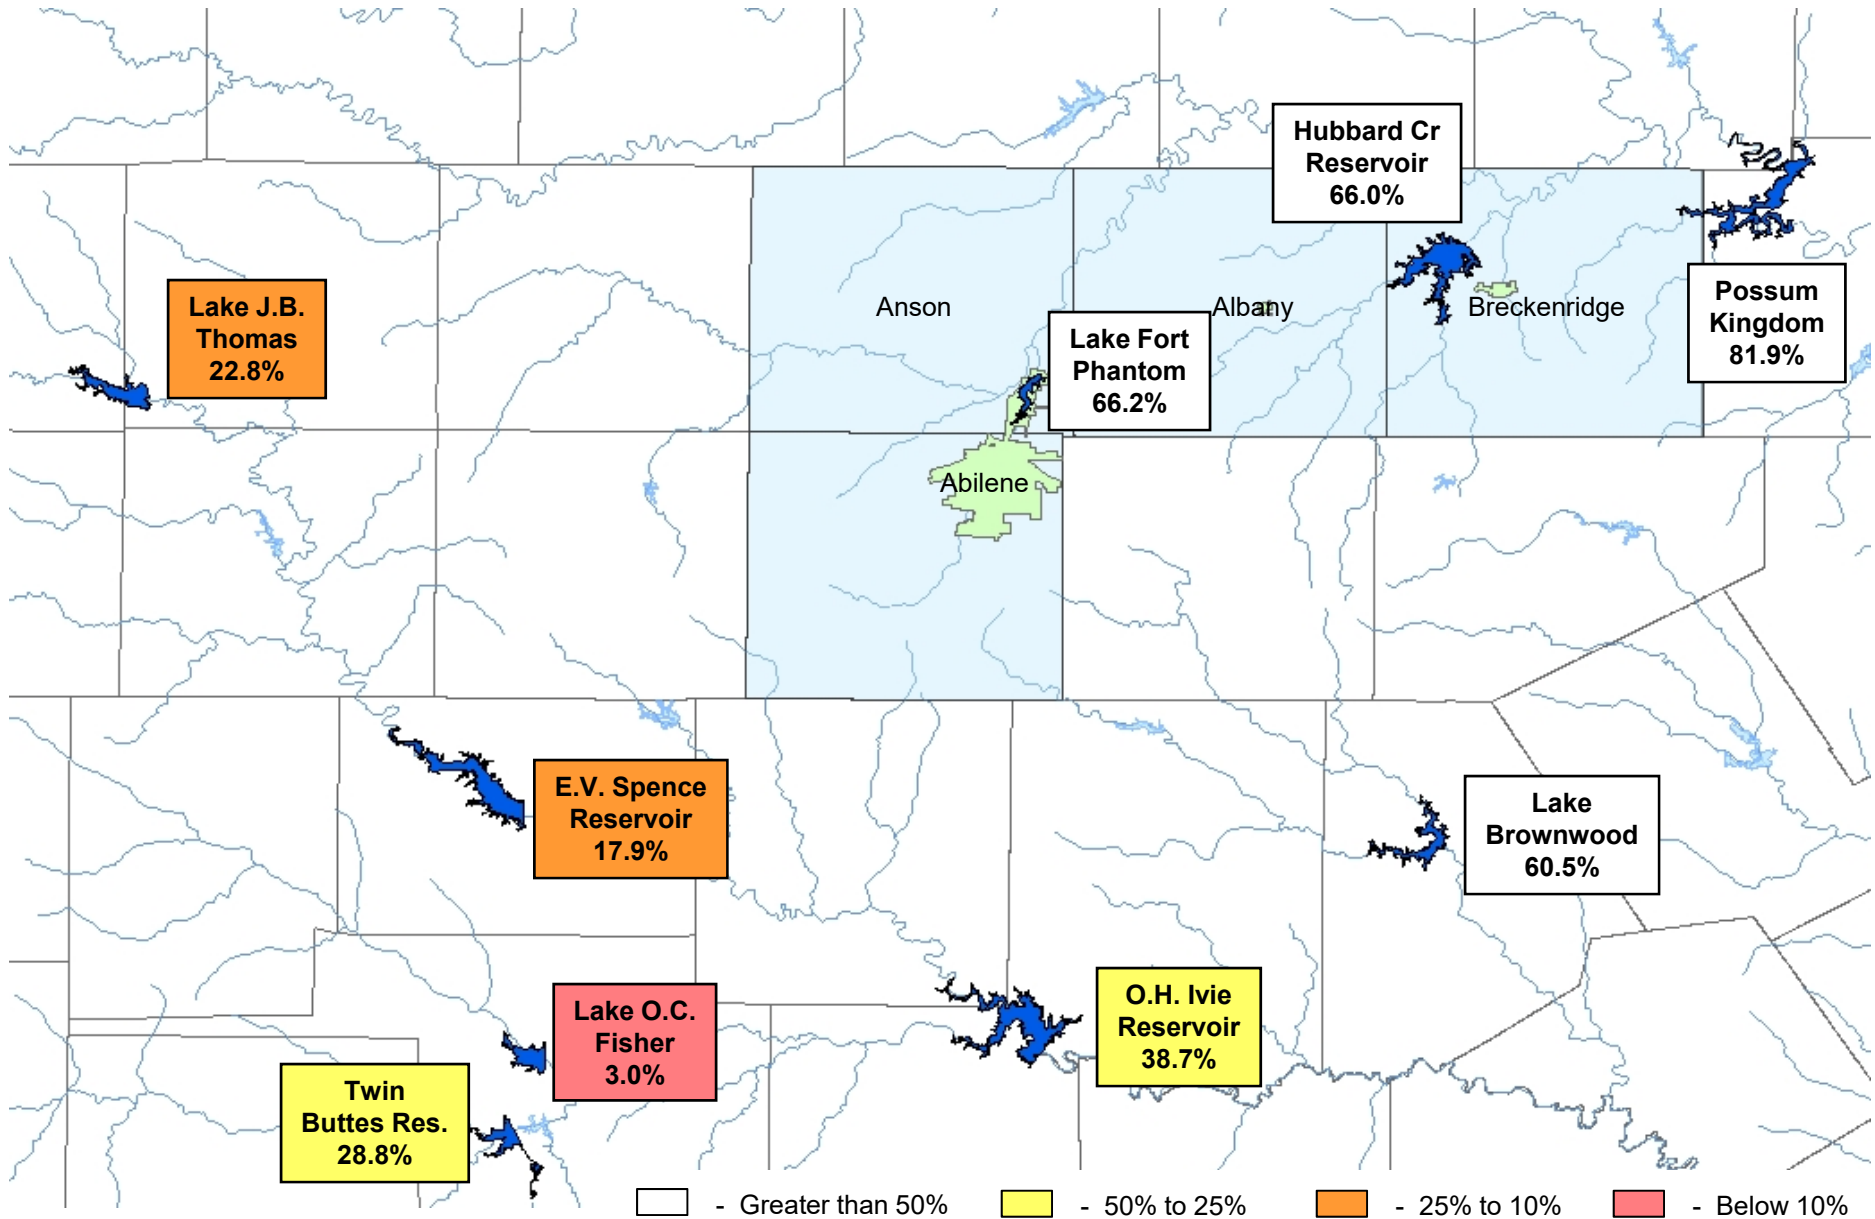 Hubbard Cr
Reservoir
66.0%
Lake J.B.
Thomas
22.8%
Anson
Albany
Breckenridge
Possum
Kingdom
81.9%
Lake Fort
Phantom
66.2%
Abilene
E.V. Spence
Reservoir
17.9%
Lake
Brownwood
60.5%
Lake O.C.
Fisher
3.0%
O.H. Ivie
Reservoir
38.7%
Twin
Buttes Res.
28.8%
- Greater than 50%
- 50% to 25%
- 25% to 10%
- Below 10%